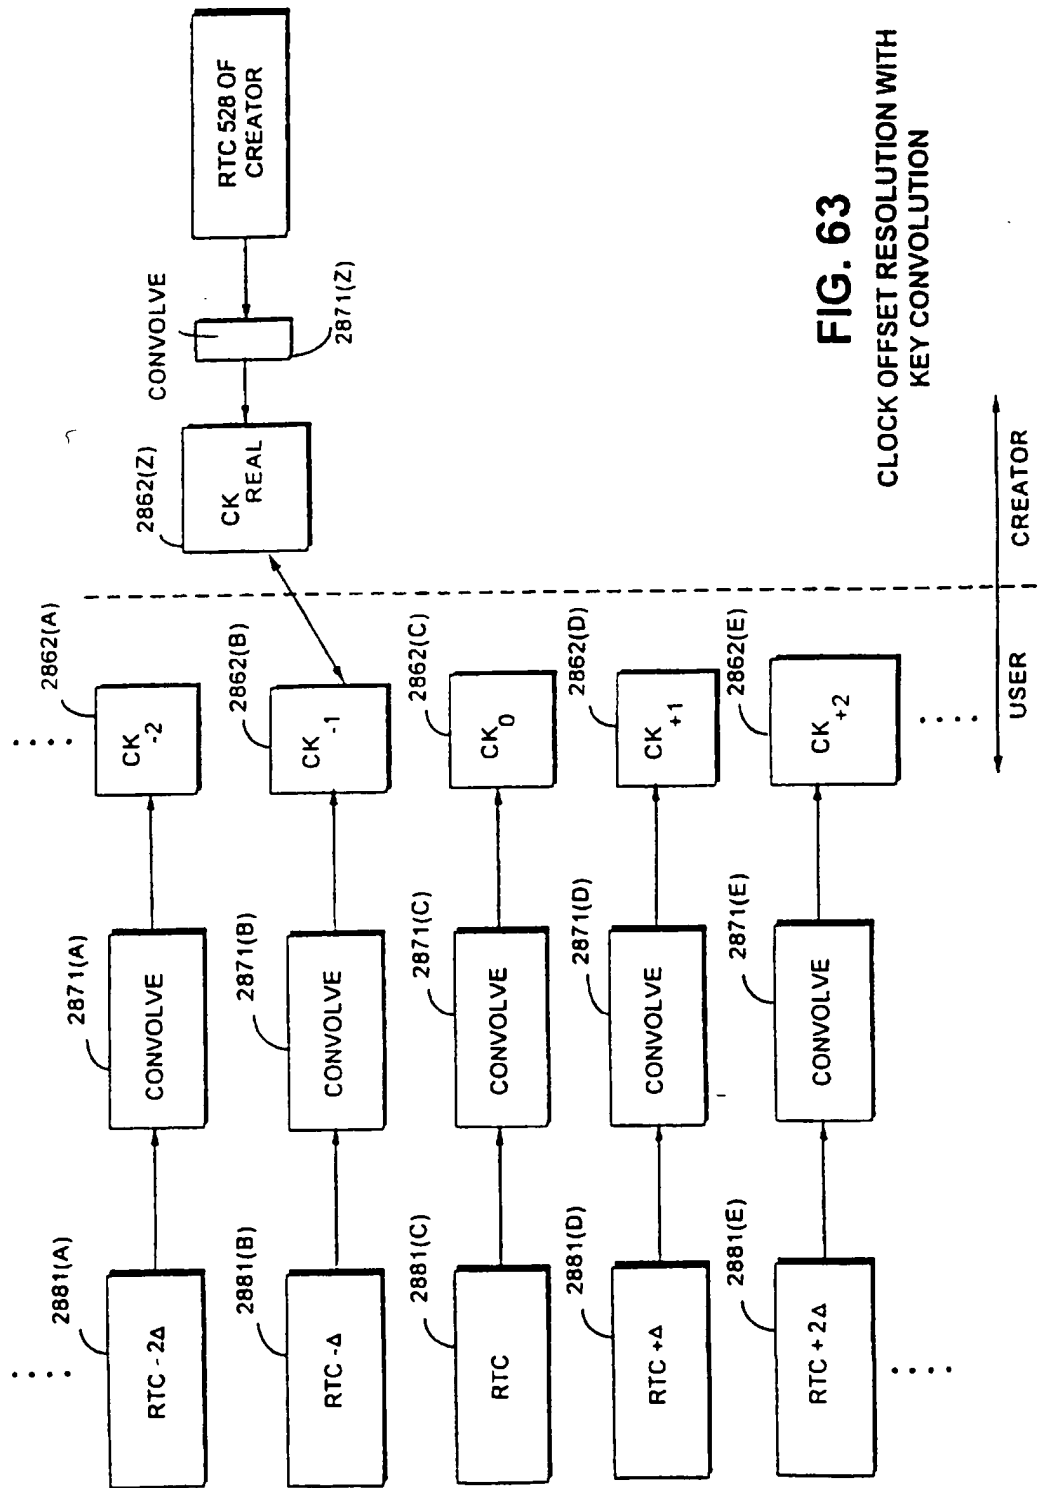 RTC 528 OF
CREATOR
CONVOLVE
2871(Z)
2862(Z)
CK REAL
2862(A)
CK -2
2871(A)
CONVOLVE
2881(A)
RTC - 2Δ
2862(B)
CK -1
2871(B)
CONVOLVE
2881(B)
RTC -Δ
2862(C)
CK 0
2871(C)
CONVOLVE
2881(C)
RTC
2862(D)
CK +1
2871(D)
CONVOLVE
2881(D)
RTC +Δ
2862(E)
CK +2
2871(E)
CONVOLVE
2881(E)
RTC + 2Δ
USER
CREATOR
FIG. 63
CLOCK OFFSET RESOLUTION WITH
KEY CONVOLUTION